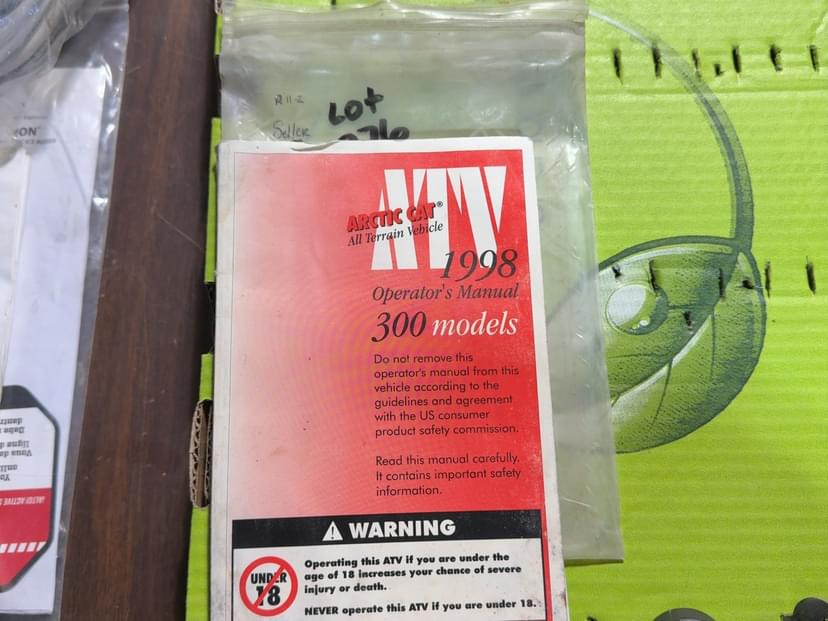 R11-2
Lot
Seller
ATV
ARCTIC CAT®
All Terrain Vehicle
1998
Operator's Manual
300 models
Do not remove this
operator's manual from this
vehicle according to the
guidelines and agreement
with the US consumer
product safety commission.
Read this manual carefully.
It contains important safety
information.
WARNING
UNDER
18
Operating this ATV if you are under the
age of 18 increases your chance of severe
injury or death.
NEVER operate this ATV if you are under 18.